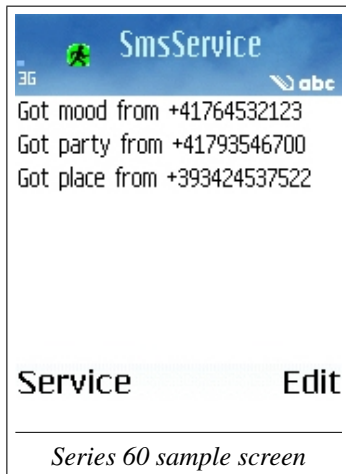 SmsService
3G
abc
Got mood from +41764532123
Got party from +41793546700
Got place from +393424537522
Service Edit
Series 60 sample screen